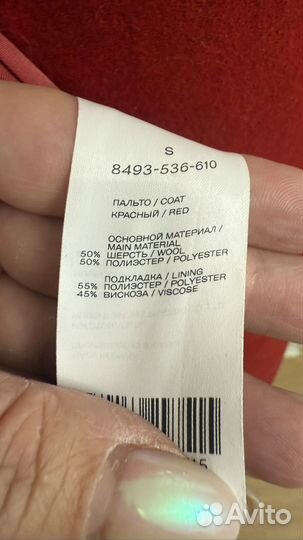 S
8493-536-610
ПАЛЬТО / COAT
КРАСНЫЙ / RED
ОСНОВНОЙ МАТЕРИАЛ /
MAIN MATERIAL
50% ШЕРСТЬ / WOOL
50% ПОЛИЭСТЕР / POLYESTER
ПОДКЛАДКА / LINING
55% ПОЛИЭСТЕР / POLYESTER
45% ВИСКОЗА / VISCOSE
Avito